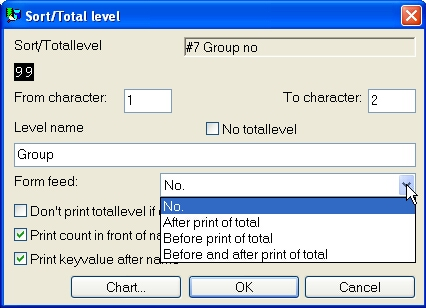 Sort/Total level
Sort/Totallevel #7 Group no
99
From character: 1 To character: 2
Level name No totallevel
Group
Form feed: No.
No.
After print of total
Before print of total
Before and after print of total
Don't print totallevel if
Print count in front of
Print keyvalue after
Chart... OK Cancel